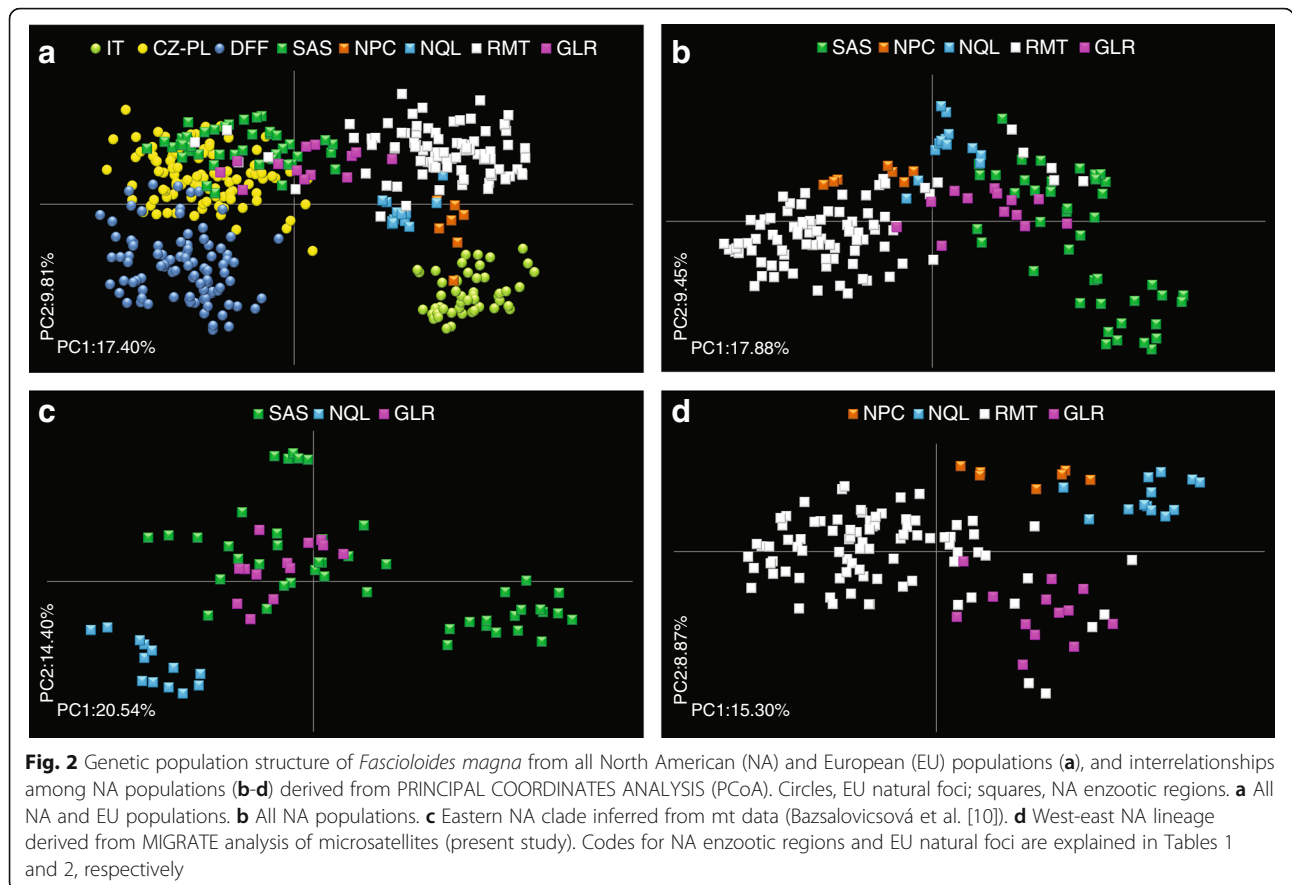 a
IT CZ-PL DFF SAS NPC NQL RMT GLR
PC2:9.81%
PC1:17.40%
b
SAS NPC NQL RMT GLR
PC2:9.45%
PC1:17.88%
c
SAS NQL GLR
PC2:14.40%
PC1:20.54%
d
NPC NQL RMT GLR
PC2:8.87%
PC1:15.30%
Fig. 2 Genetic population structure of Fascioloides magna from all North American (NA) and European (EU) populations (a), and interrelationships
among NA populations (b-d) derived from PRINCIPAL COORDINATES ANALYSIS (PCoA). Circles, EU natural foci; squares, NA enzootic regions. a All
NA and EU populations. b All NA populations. c Eastern NA clade inferred from mt data (Bazsalovicsová et al. [10]). d West-east NA lineage
derived from MIGRATE analysis of microsatellites (present study). Codes for NA enzootic regions and EU natural foci are explained in Tables 1
and 2, respectively